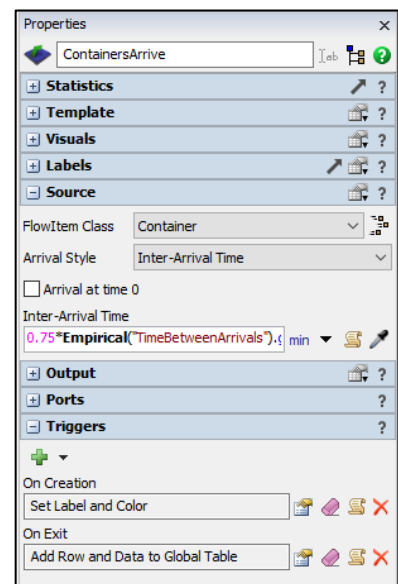 Properties
ContainersArrive
Statistics ?
Template ?
Visuals ?
Labels ?
Source ?
FlowItem Class Container
Arrival Style Inter-Arrival Time
Arrival at time 0
Inter-Arrival Time
0.75*Empirical("TimeBetweenArrivals"). min
Output ?
Ports ?
Triggers ?
On Creation
Set Label and Color
On Exit
Add Row and Data to Global Table